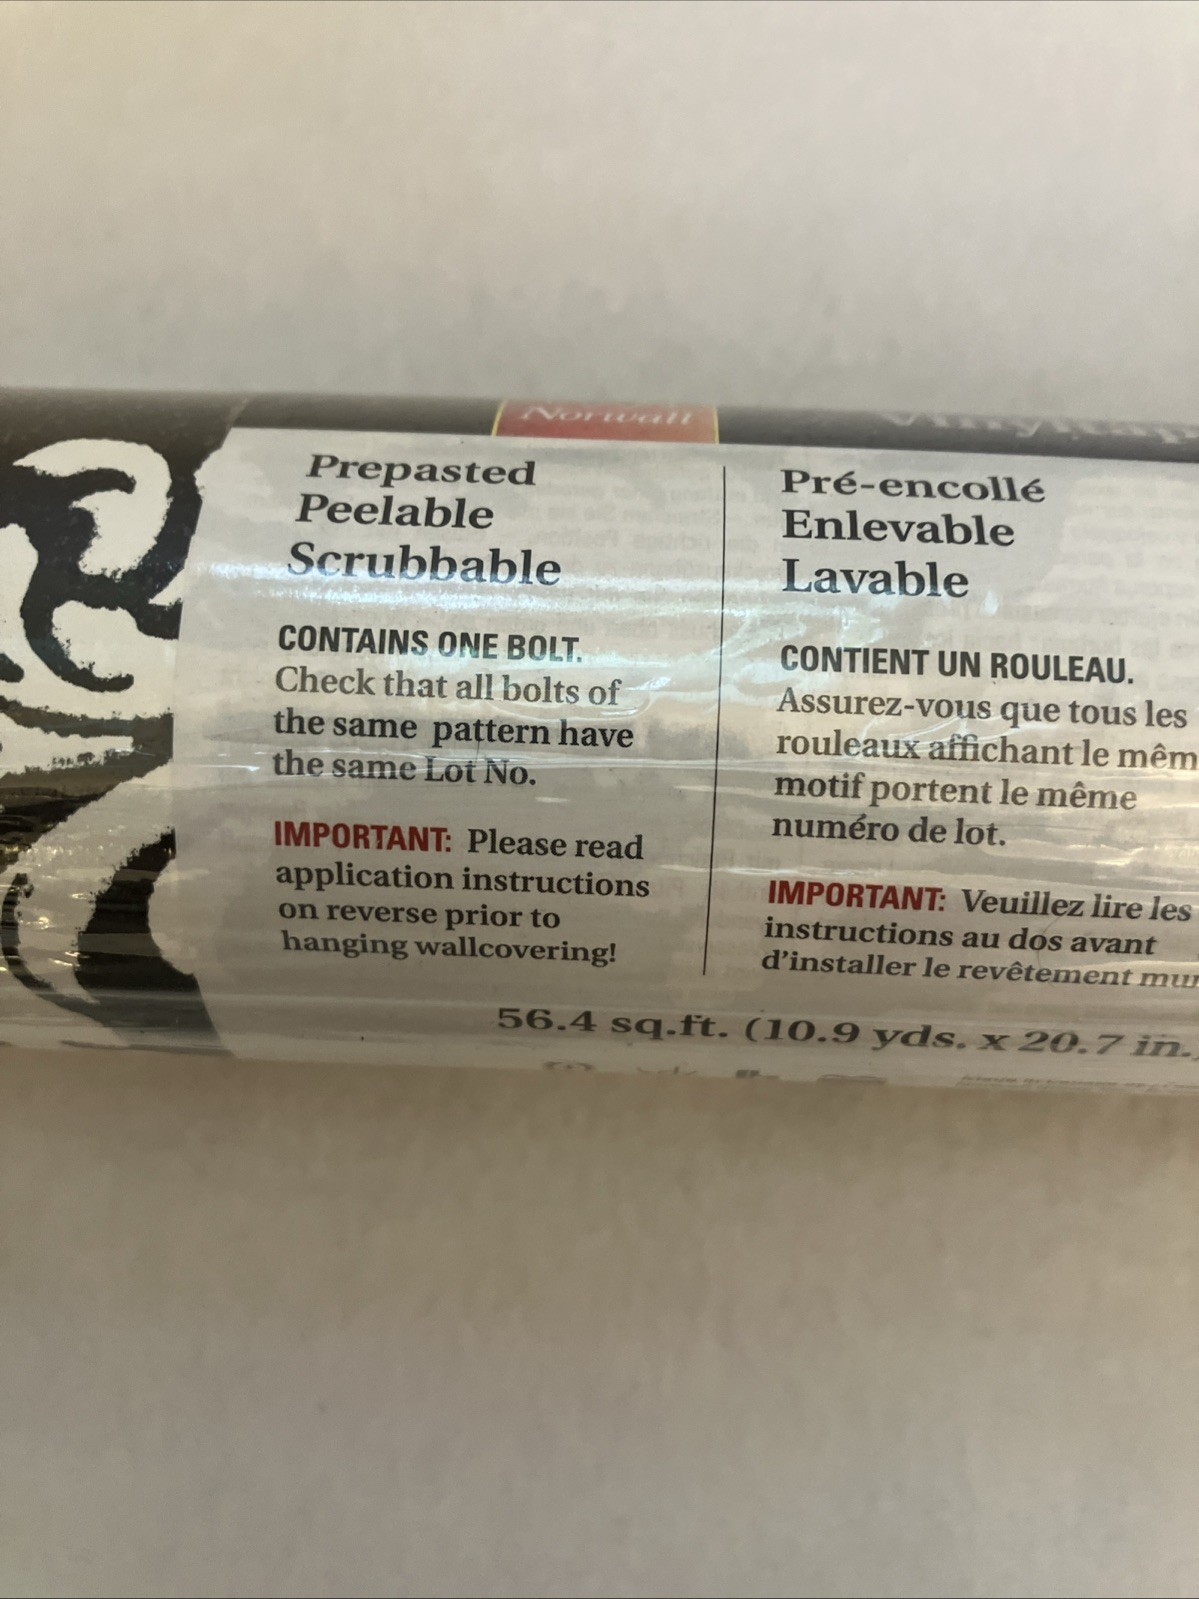 Norwall
Prepasted
Peelable
Scrubbable
CONTAINS ONE BOLT.
Check that all bolts of
the same pattern have
the same Lot No.
IMPORTANT: Please read
application instructions
on reverse prior to
hanging wallcovering!
Pré-encollé
Enlevable
Lavable
CONTIENT UN ROULEAU.
Assurez-vous que tous les
rouleaux affichant le mêm
motif portent le même
numéro de lot.
IMPORTANT: Veuillez lire les
instructions au dos avant
d'installer le revêtement mur
56.4 sq.ft. (10.9 yds. x 20.7 in.)